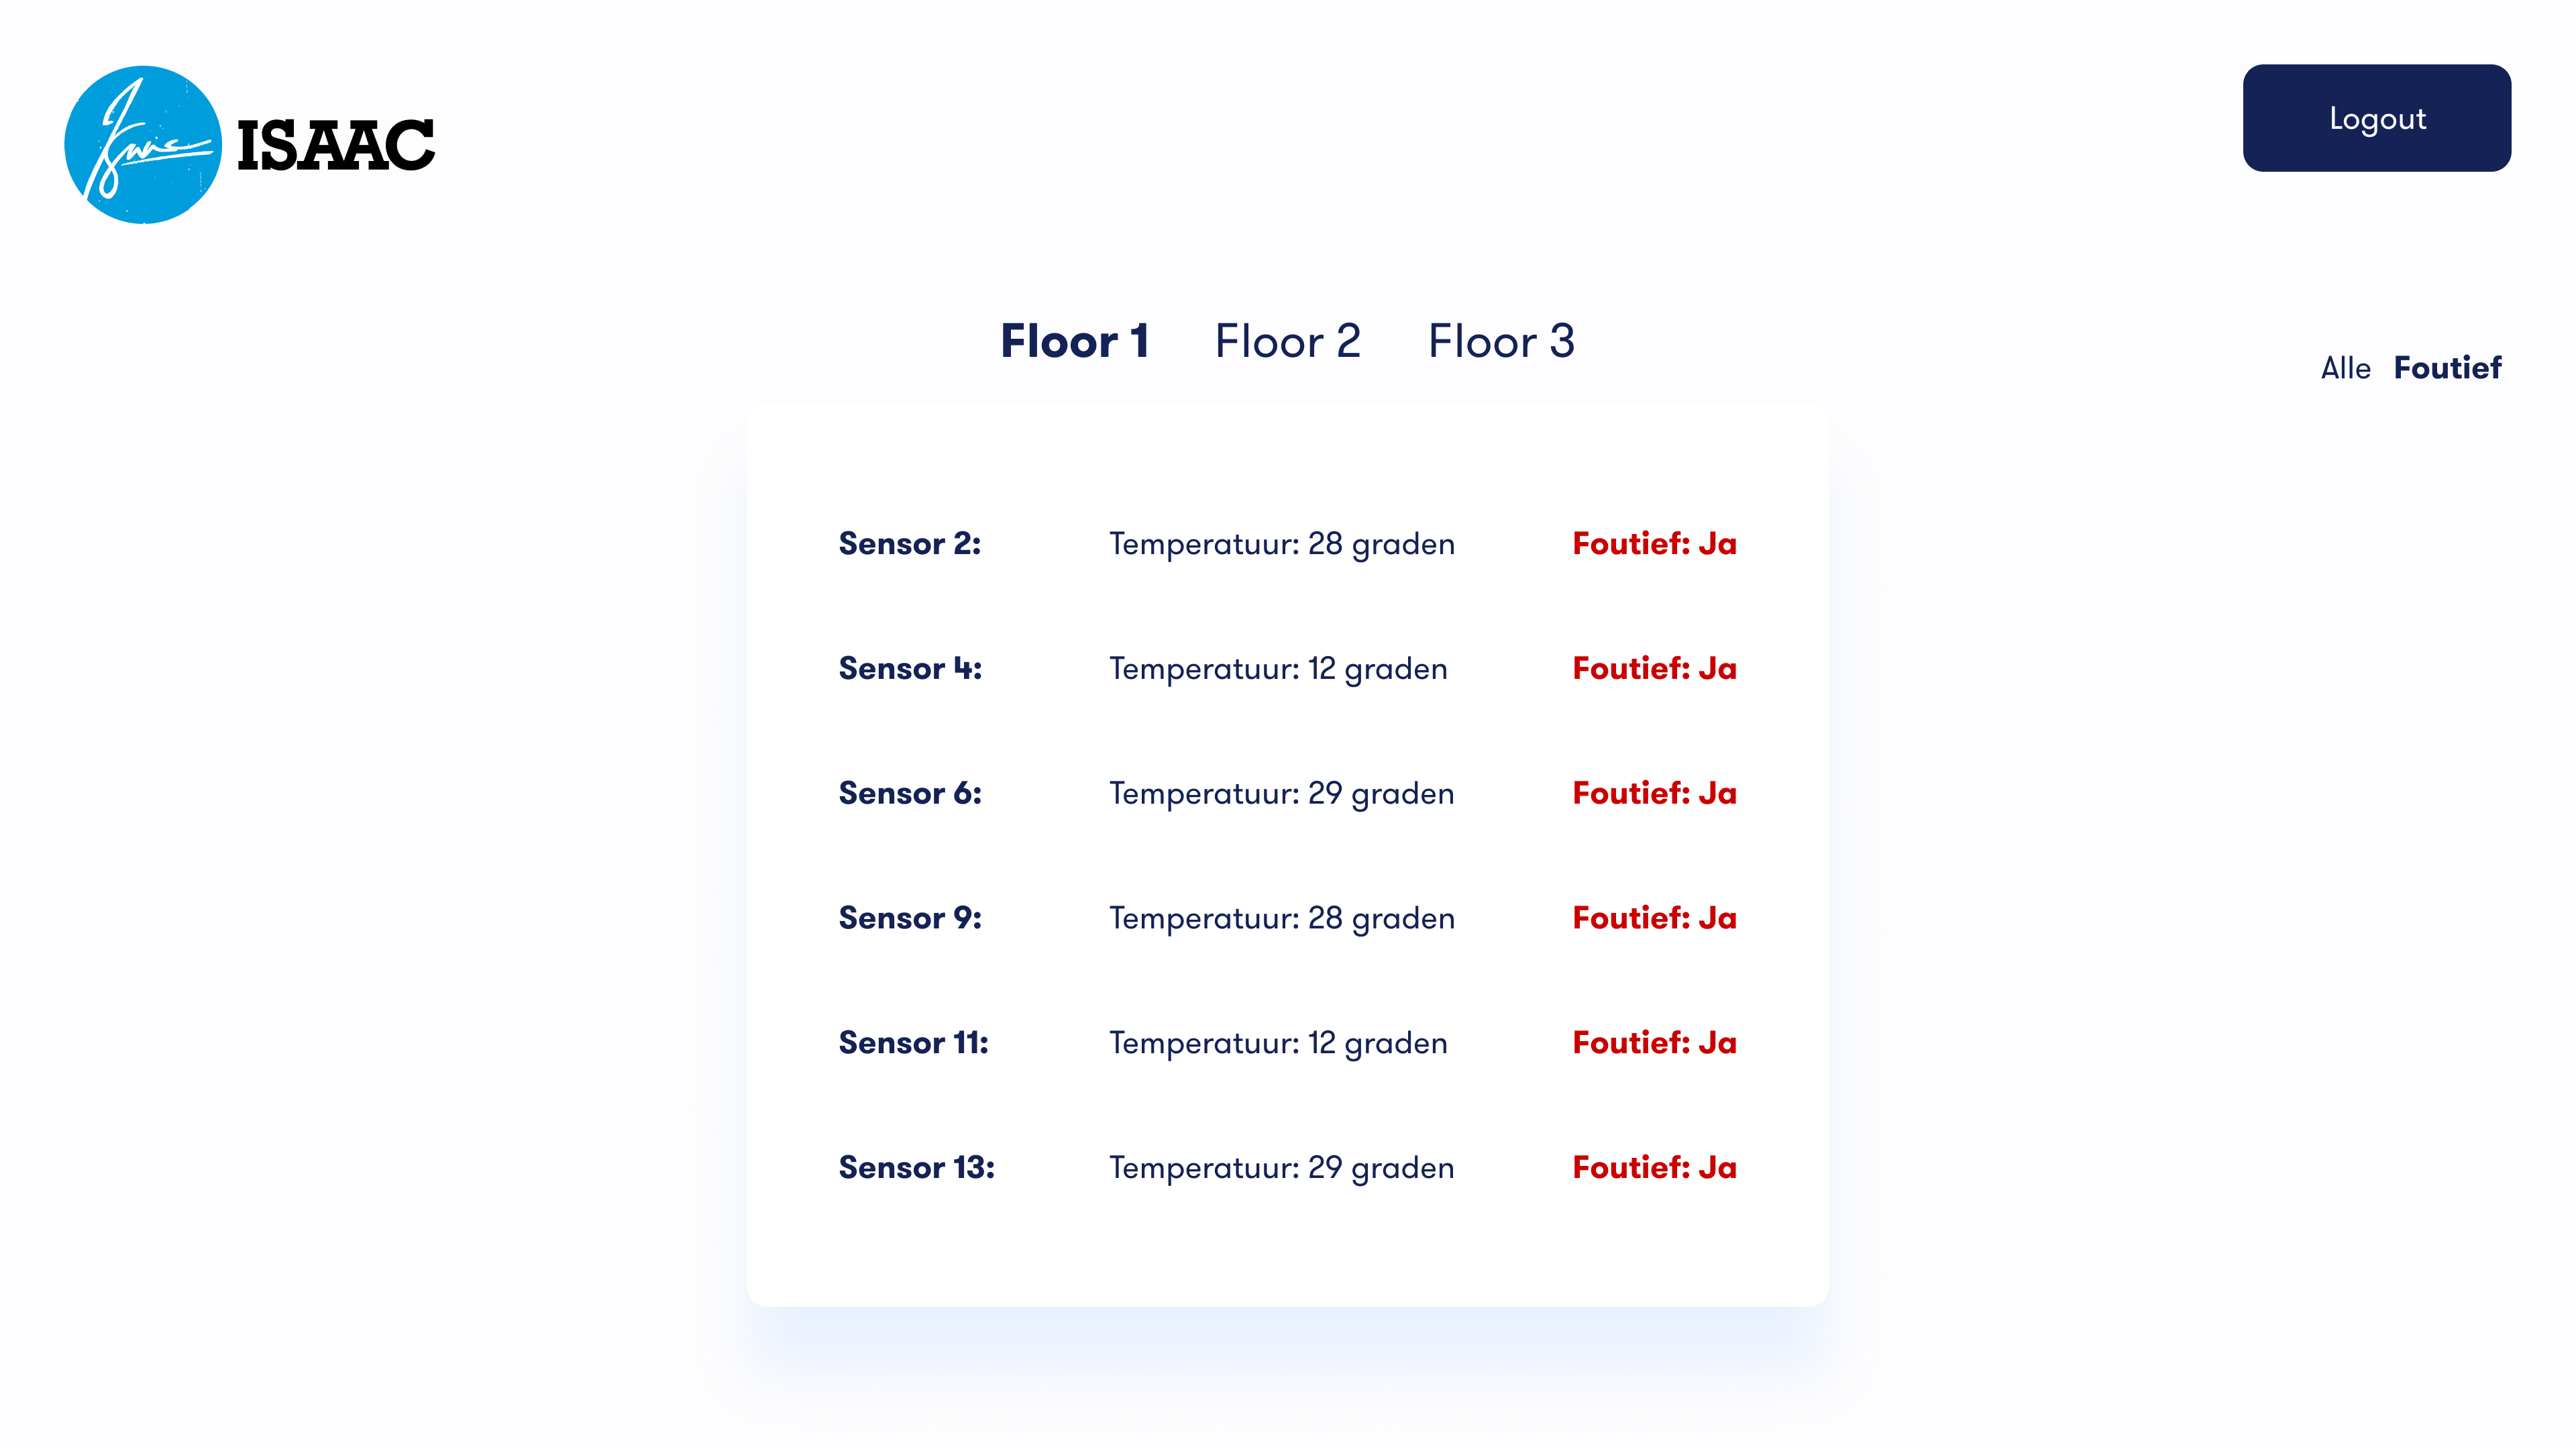 ISAAC
Logout
Floor 1 Floor 2 Floor 3
Alle Foutief
Sensor 2: Temperatuur: 28 graden Foutief: Ja
Sensor 4: Temperatuur: 12 graden Foutief: Ja
Sensor 6: Temperatuur: 29 graden Foutief: Ja
Sensor 9: Temperatuur: 28 graden Foutief: Ja
Sensor 11: Temperatuur: 12 graden Foutief: Ja
Sensor 13: Temperatuur: 29 graden Foutief: Ja